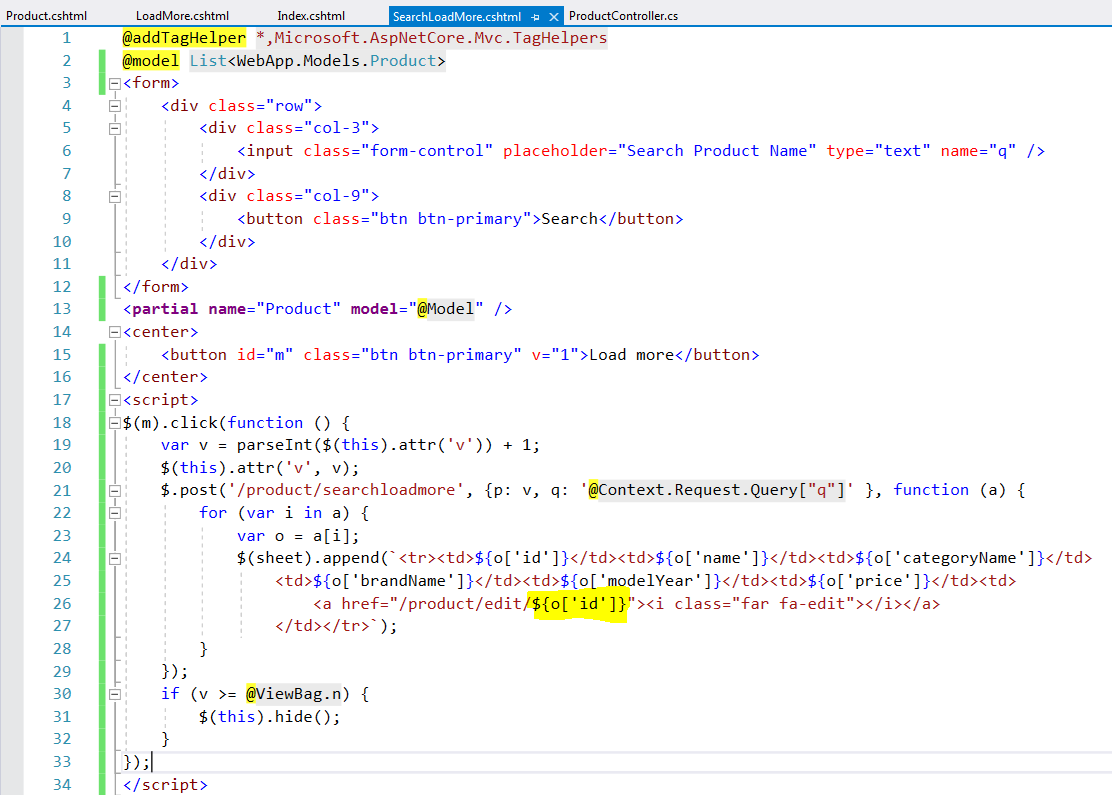 Product.cshtml LoadMore.cshtml Index.cshtml SearchLoadMore.cshtml ProductController.cs
1 @addTagHelper *,Microsoft.AspNetCore.Mvc.TagHelpers
2 @model List<WebApp.Models.Product>
3 <form>
4 <div class="row">
5 <div class="col-3">
6 <input class="form-control" placeholder="Search Product Name" type="text" name="q" />
7 </div>
8 <div class="col-9">
9 <button class="btn btn-primary">Search</button>
10 </div>
11 </div>
12 </form>
13 <partial name="Product" model="@Model" />
14 <center>
15 <button id="m" class="btn btn-primary" v="1">Load more</button>
16 </center>
17 <script>
18 $(m).click(function () {
19 var v = parseInt($(this).attr('v')) + 1;
20 $(this).attr('v', v);
21 $.post('/product/searchloadmore', {p: v, q: '@Context.Request.Query["q"]' }, function (a) {
22 for (var i in a) {
23 var o = a[i];
24 $(sheet).append(`<tr><td>${o['id']}</td><td>${o['name']}</td><td>${o['categoryName']}</td>
25 <td>${o['brandName']}</td><td>${o['modelYear']}</td><td>${o['price']}</td><td>
26 <a href="/product/edit/${o['id']}"><i class="far fa-edit"></i></a>
27 </td></tr>`);
28 }
29 });
30 if (v >= @ViewBag.n) {
31 $(this).hide();
32 }
33 });
34 </script>